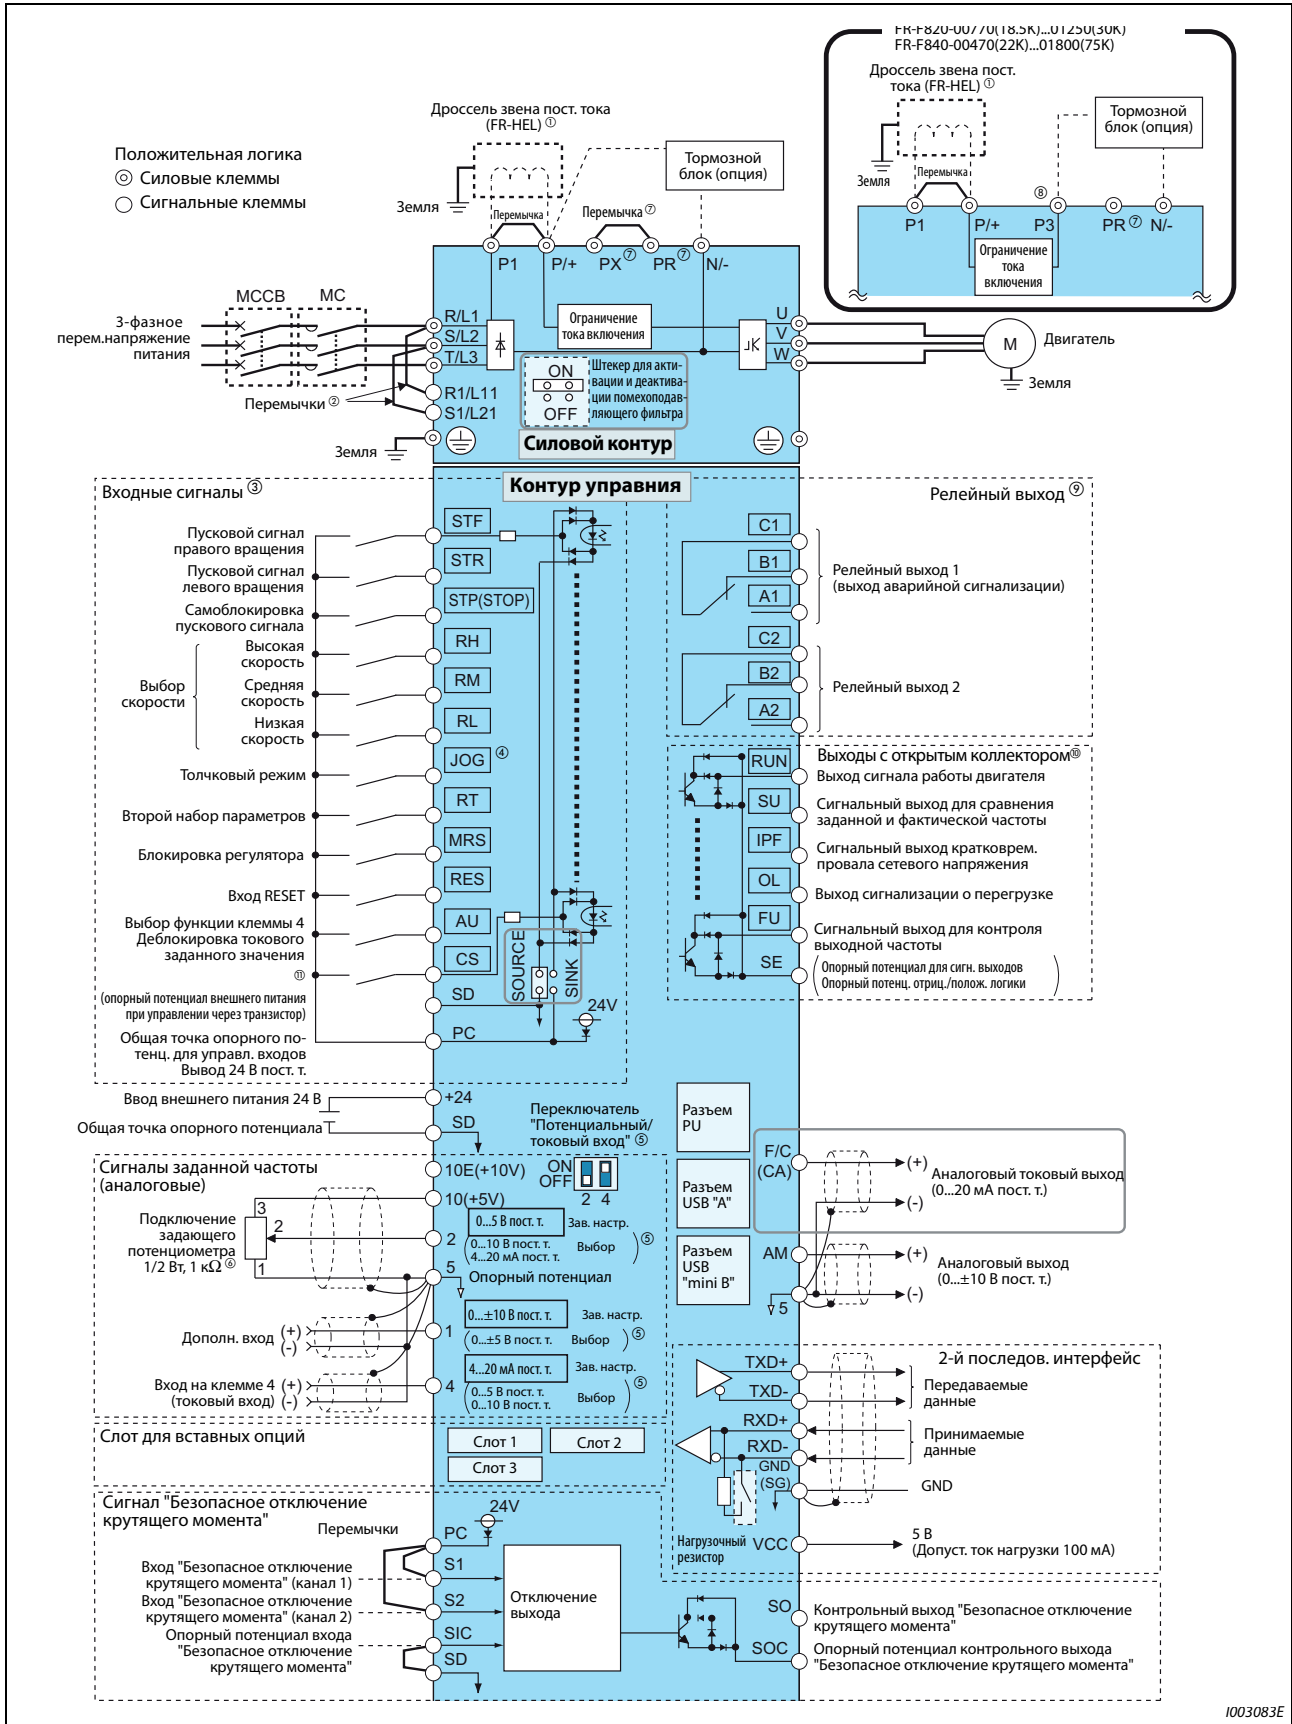 FR-F820-00770(18.5K)...01250(30K)
FR-F840-00470(22K)...01800(75K)
Дроссель звена пост.
тока (FR-HEL) ①
Тормозной
блок (опция)
Земля
Перемычка
⑧
P1
P/+
P3
PR ⑦
N/-
Ограничение
тока
включения
Дроссель звена пост. тока
(FR-HEL) ①
Положительная логика
Силовые клеммы
Сигнальные клеммы
Тормозной
блок (опция)
Земля
Перемычка
Перемычка ⑦
P1
P/+
PX ⑦
PR ⑦
N/-
MCCB
MC
3-фазное
перем.напряжение
питания
R/L1
S/L2
T/L3
R1/L11
S1/L21
Перемычки ②
Земля
Ограничение
тока включения
ON
OFF
Штекер для акти-
вации и деактива-
ции помехоподав-
ляющего фильтра
U
V
W
M
Двигатель
Земля
Силовой контур
Контур управния
Входные сигналы ③
Релейный выход ⑨
Пусковой сигнал
правого вращения
STF
Пусковой сигнал
левого вращения
STR
Самоблокировка
пускового сигнала
STP(STOP)
Выбор
скорости
Высокая
скорость
RH
Средняя
скорость
RM
Низкая
скорость
RL
Толчковый режим
JOG ④
Второй набор параметров
RT
Блокировка регулятора
MRS
Вход RESET
RES
Выбор функции клеммы 4
Деблокировка токового
заданного значения
AU
⑪
CS
(опорный потенциал внешнего питания
при управлении через транзистор)
SD
Общая точка опорного по-
тенц. для управл. входов
Вывод 24 В пост. т.
PC
SOURCE
SINK
24V
C1
B1
A1
Релейный выход 1
(выход аварийной сигнализации)
C2
B2
A2
Релейный выход 2
Выходы с открытым коллектором⑩
RUN
Выход сигнала работы двигателя
SU
Сигнальный выход для сравнения
заданной и фактической частоты
IPF
Сигнальный выход кратковрем.
провала сетевого напряжения
OL
Выход сигнализации о перегрузке
FU
Сигнальный выход для контроля
выходной частоты
SE
Опорный потенциал для сигн. выходов
Опорный потенц. отриц./полож. логики
Ввод внешнего питания 24 В
+24
Общая точка опорного потенциала
SD
Переключатель
"Потенциальный/
токовый вход" ⑤
Сигналы заданной частоты
(аналоговые)
10E(+10V)
ON
OFF
2 4
10(+5V)
3
2
1
Подключение
задающего
потенциометра
1/2 Вт, 1 кΩ ⑥
2
0...5 В пост. т.
Зав. настр.
(0...10 В пост. т.
4...20 мА пост. т.
Выбор ) ⑤
5
Опорный потенциал
0...±10 В пост. т.
Зав. настр.
Дополн. вход
(+)
(-)
1
(0...±5 В пост. т.
Выбор ) ⑤
4...20 мА пост. т.
Зав. настр.
Вход на клемме 4
(токовый вход)
(+)
(-)
4
(0...5 В пост. т.
0...10 В пост. т.
Выбор ) ⑤
Разъем
PU
Разъем
USB "A"
Разъем
USB
"mini B"
F/C
(CA)
(+)
(-)
Аналоговый токовый выход
(0...20 мА пост. т.)
AM
(+)
(-)
Аналоговый выход
(0...±10 В пост. т.)
5
2-й последов. интерфейс
TXD+
TXD-
Передаваемые
данные
RXD+
RXD-
Принимаемые
данные
GND
(SG)
GND
Нагрузочный
резистор
VCC
5 В
(Допуст. ток нагрузки 100 мА)
Слот для вставных опций
Слот 1
Слот 2
Слот 3
Сигнал "Безопасное отключение
крутящего момента"
Перемычки
24V
PC
Вход "Безопасное отключение
крутящего момента" (канал 1)
S1
Вход "Безопасное отключение
крутящего момента" (канал 2)
S2
Опорный потенциал входа
"Безопасное отключение
крутящего момента"
SIC
SD
Отключение
выхода
SO
Контрольный выход "Безопасное отключение
крутящего момента"
SOC
Опорный потенциал контрольного выхода
"Безопасное отключение крутящего момента"
I003083E